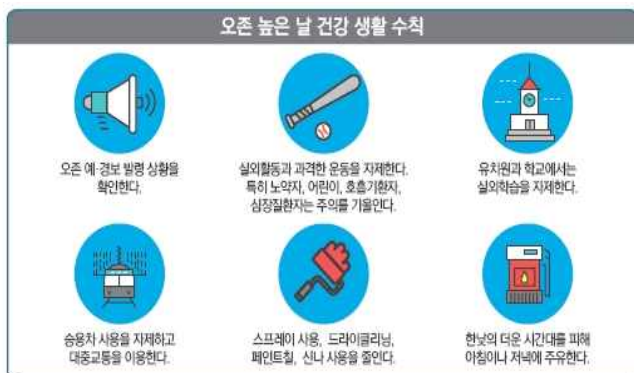 오존 높은 날 건강 생활 수칙
오존 예·경보 발령 상황을
확인한다.
실외활동과 과격한 운동을 자제한다.
특히 노약자, 어린이, 호흡기환자,
심장질환자는 주의를 기울인다.
유치원과 학교에서는
실외학습을 자제한다.
승용차 사용을 자제하고
대중교통을 이용한다.
스프레이 사용, 드라이클리닝,
페인트칠, 신나 사용을 줄인다.
한낮의 더운 시간대를 피해
아침이나 저녁에 주유한다.